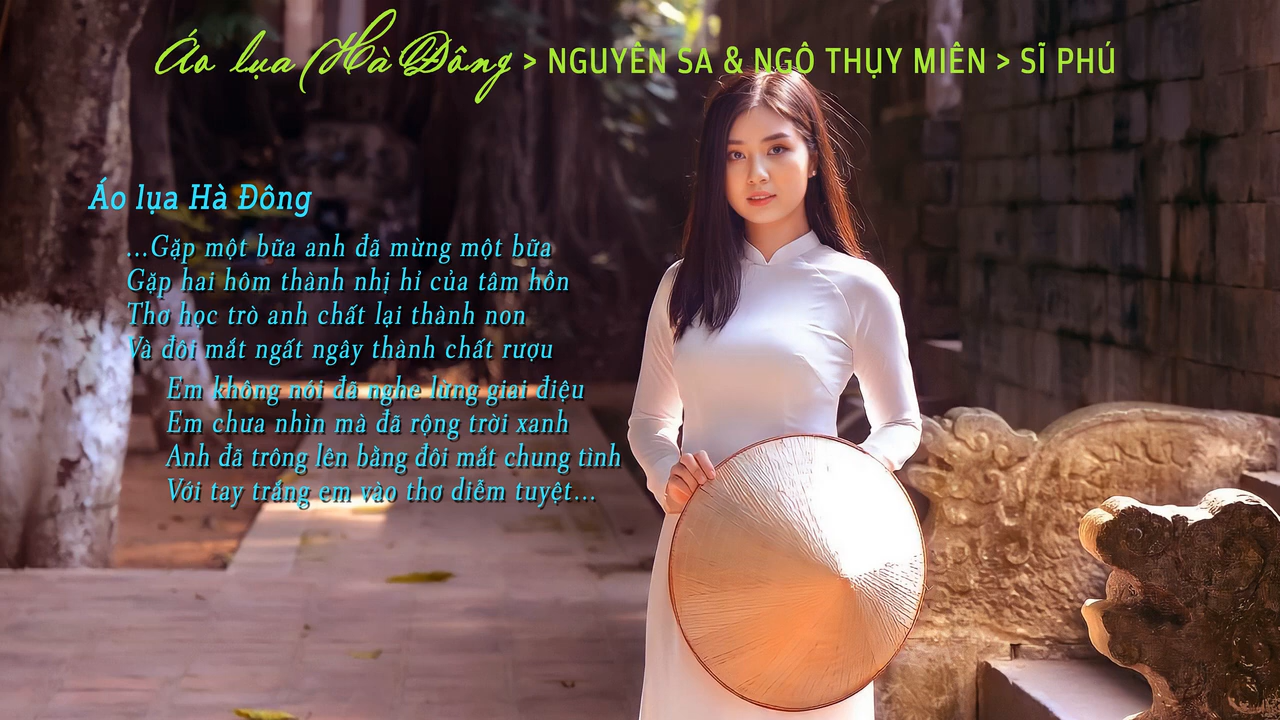 Áo lụa Hà Đông > NGUYÊN SA & NGÔ THỤY MIÊN > SĨ PHÚ
Áo lụa Hà Đông
...Gặp một bữa anh đã mừng một bữa
Gặp hai hôm thành nhị hỉ của tâm hồn
Thơ học trò anh chất lại thành non
Và đôi mắt ngất ngây thành chất rượu
Em không nói đã nghe lừng giai điệu
Em chưa nhìn mà đã rộng trời xanh
Anh đã trông lên bằng đôi mắt chung tình
Với tay trắng em vào thơ diễm tuyệt...